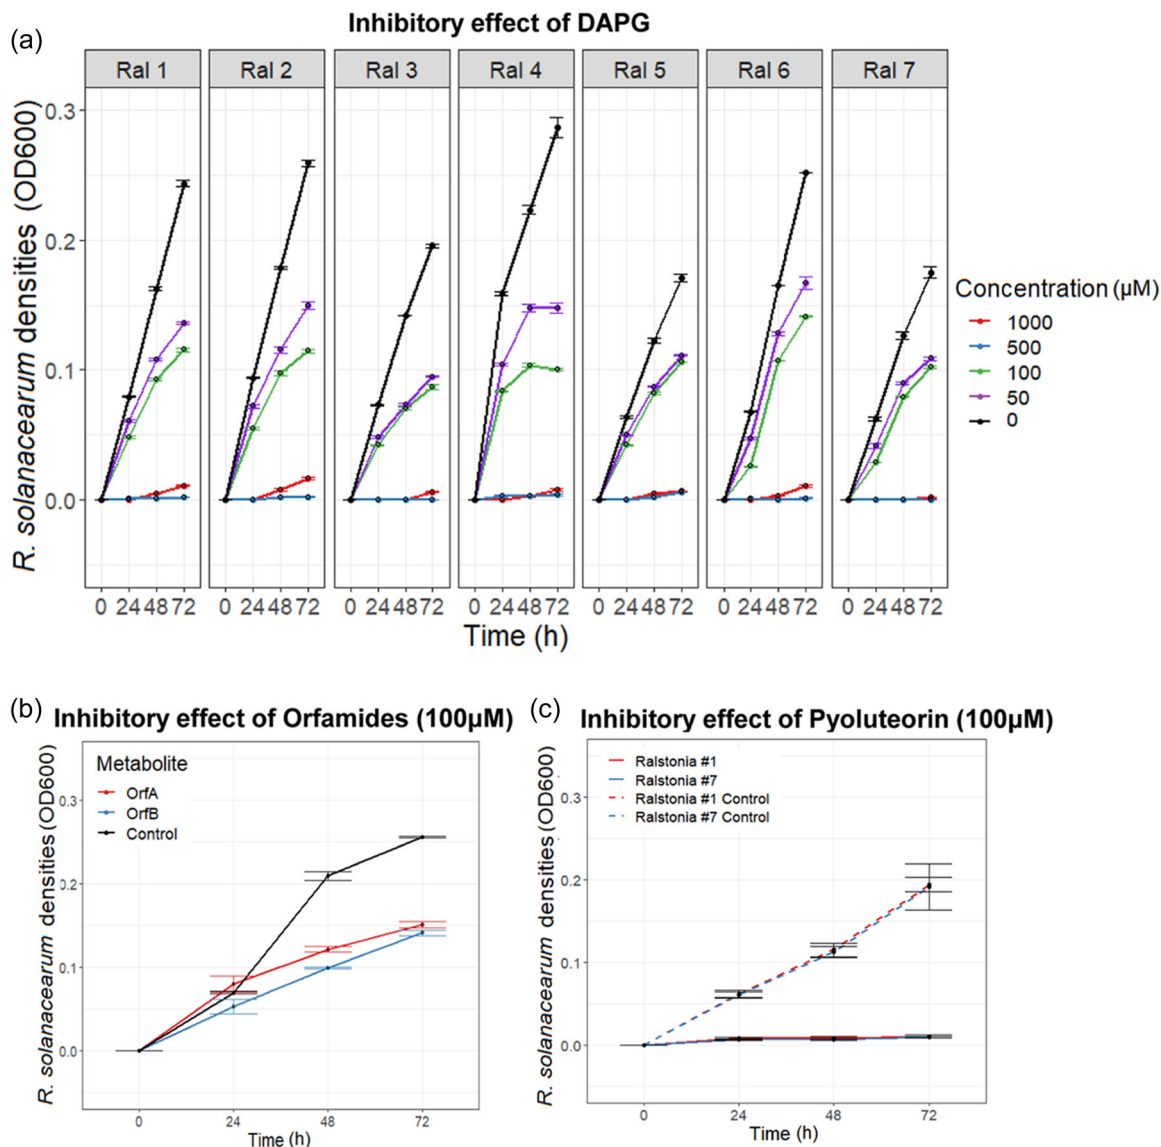 (a)
Inhibitory effect of DAPG
Ral 1 Ral 2 Ral 3 Ral 4 Ral 5 Ral 6 Ral 7
R. solanacearum densities (OD600)
0.3
0.2
0.1
0.0
0 24 48 72 0 24 48 72 0 24 48 72 0 24 48 72 0 24 48 72 0 24 48 72 0 24 48 72
Time (h)
Concentration (µM)
1000
500
100
50
0
(b)
Inhibitory effect of Orfamides (100µM)
R. solanacearum densities (OD600)
Metabolite
OrfA
OrfB
Control
0.3
0.2
0.1
0.0
0 24 48 72
Time (h)
(c)
Inhibitory effect of Pyoluteorin (100µM)
R. solanacearum densities (OD600)
Ralstonia #1
Ralstonia #7
Ralstonia #1 Control
Ralstonia #7 Control
0.3
0.2
0.1
0.0
0 24 48 72
Time (h)